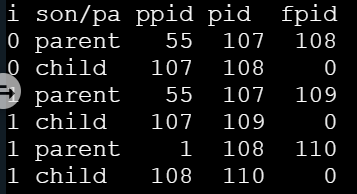 i son/pa ppid pid fpid
0 parent 55 107 108
0 child 107 108 0
1 parent 55 107 109
1 child 107 109 0
1 parent 1 108 110
1 child 108 110 0